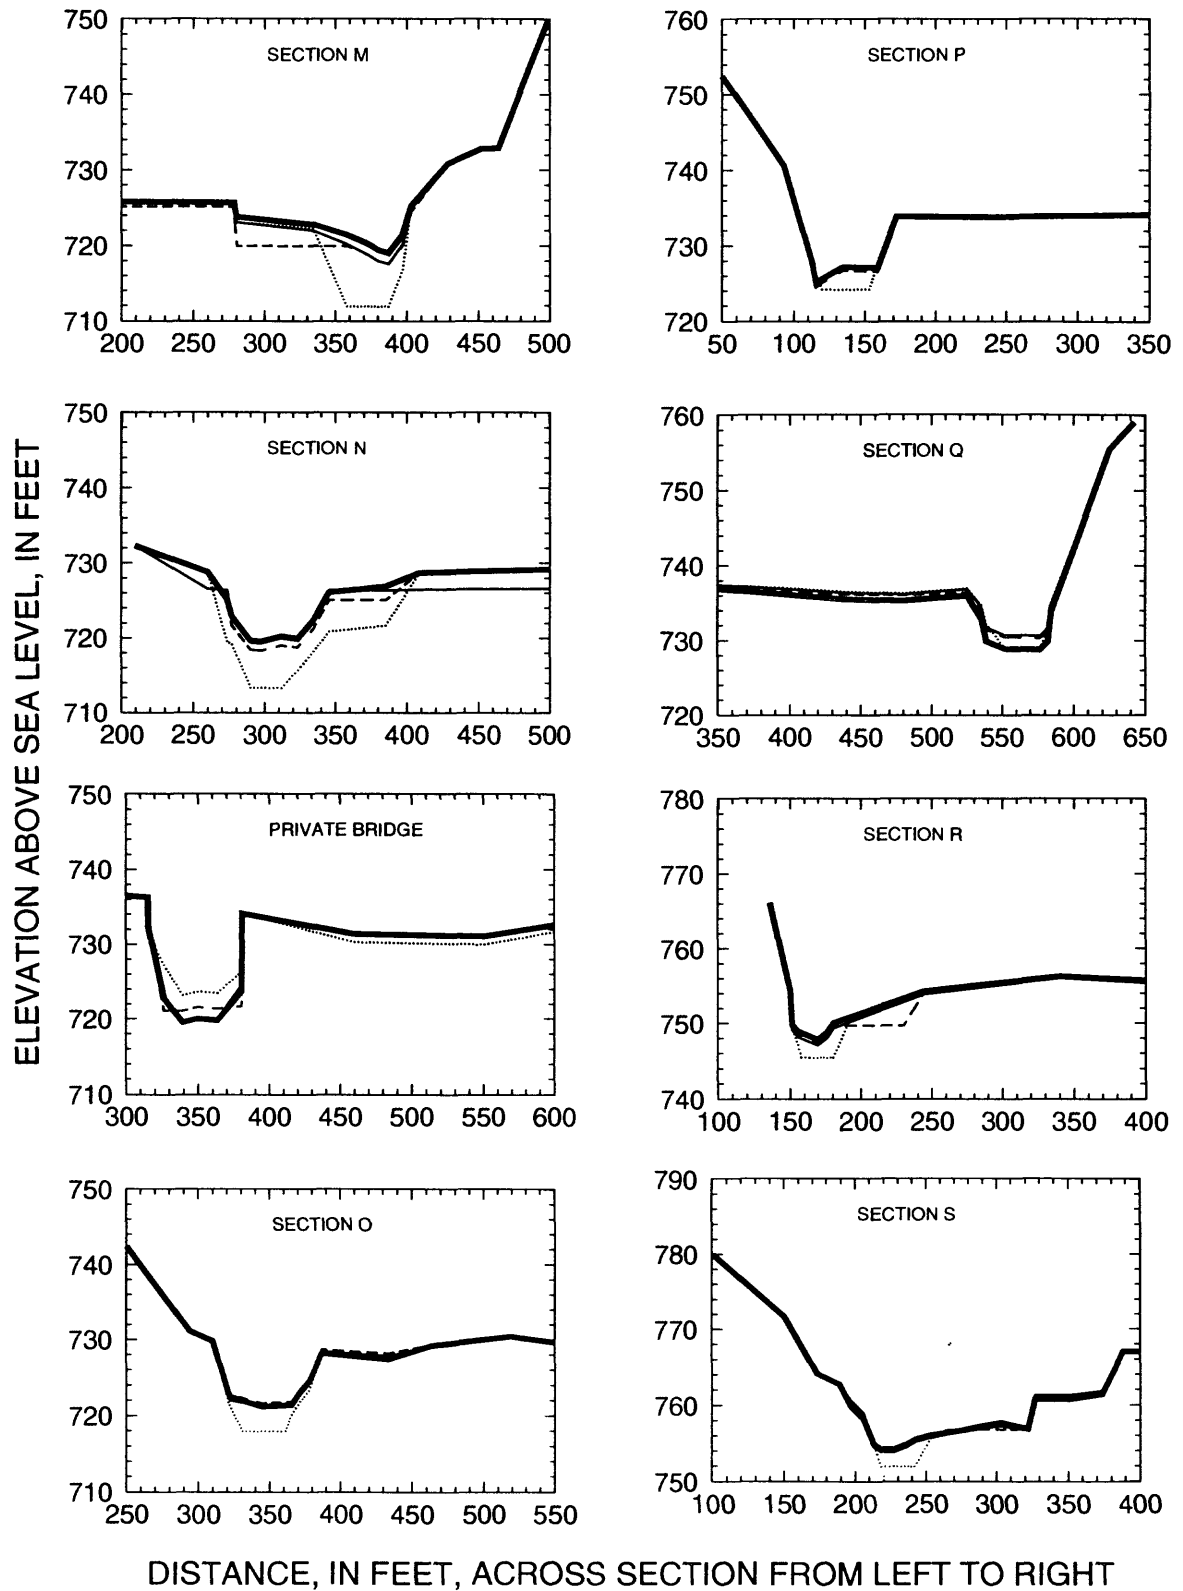 SECTION M
750
740
730
720
710
200 250 300 350 400 450 500
SECTION P
760
750
740
730
720
50 100 150 200 250 300 350
SECTION N
750
740
730
720
710
200 250 300 350 400 450 500
SECTION Q
760
750
740
730
720
350 400 450 500 550 600 650
PRIVATE BRIDGE
750
740
730
720
710
300 350 400 450 500 550 600
SECTION R
780
770
760
750
740
100 150 200 250 300 350 400
SECTION O
750
740
730
720
710
250 300 350 400 450 500 550
SECTION S
790
780
770
760
750
100 150 200 250 300 350 400
ELEVATION ABOVE SEA LEVEL, IN FEET
DISTANCE, IN FEET, ACROSS SECTION FROM LEFT TO RIGHT